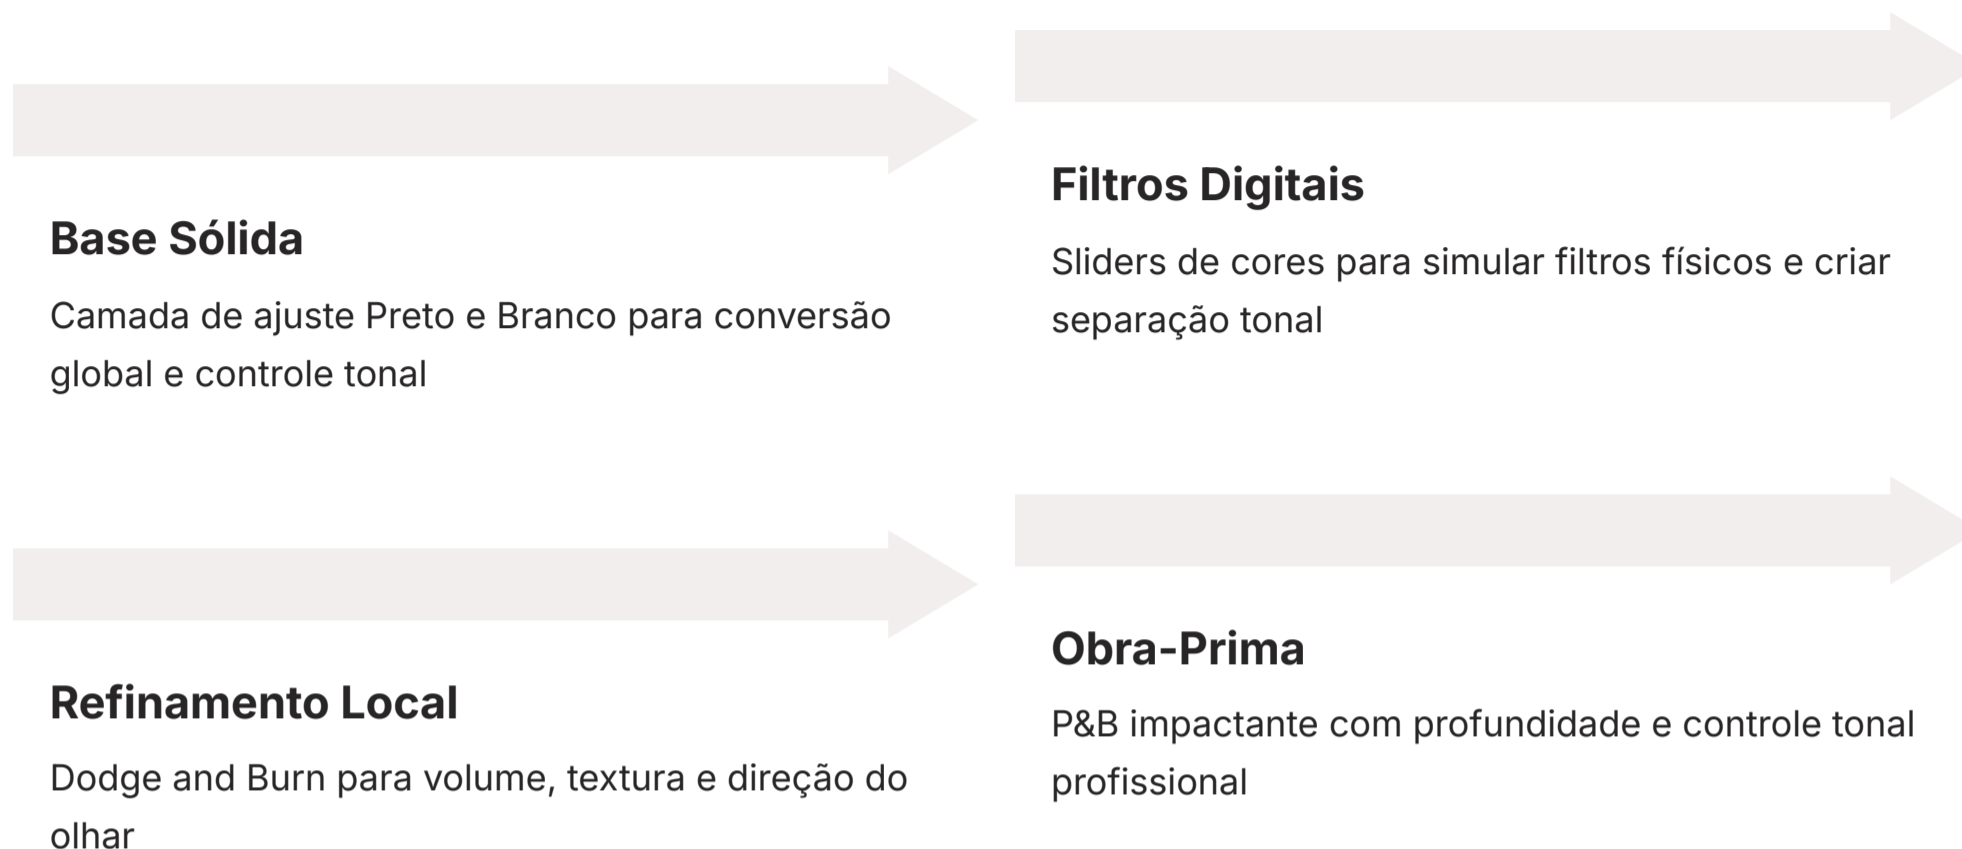 Base Sólida
Camada de ajuste Preto e Branco para conversão
global e controle tonal
Filtros Digitais
Sliders de cores para simular filtros físicos e criar
separação tonal
Refinamento Local
Dodge and Burn para volume, textura e direção do
olhar
Obra-Prima
P&B impactante com profundidade e controle tonal
profissional